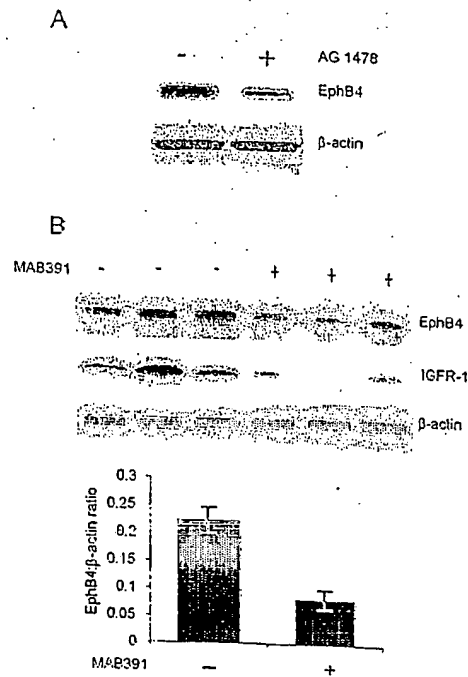 A
- + AG 1478
EphB4
β-actin
B
MAB391 - - - + + +
EphB4
IGFR-1
β-actin
EphB4:β-actin ratio
0.3
0.25
0.2
0.15
0.1
0.05
0
MAB391 - +